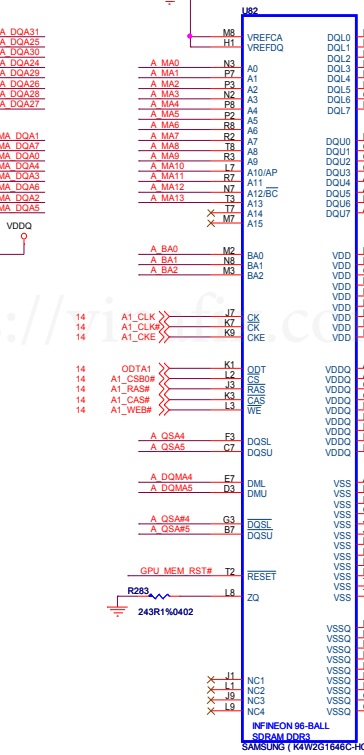 U82
A_DQA31
A_DQA25
A_DQA30
A_DQA24
A_DQA29
A_DQA26
A_DQA28
A_DQA27
MA_DQA1
MA_DQA7
MA_DQA0
MA_DQA4
MA_DQA3
MA_DQA6
MA_DQA2
MA_DQA5
VDDQ
M8 VREFCA DQL0
H1 VREFDQ DQL1
DQL2
A_MA0 N3 A0 DQL3
A_MA1 P7 A1 DQL4
A_MA2 P3 A2 DQL5
A_MA3 N2 A3 DQL6
A_MA4 P8 A4 DQL7
A_MA5 P2 A5
A_MA6 R8 A6
A_MA7 R2 A7 DQU0
A_MA8 T8 A8 DQU1
A_MA9 R3 A9 DQU2
A_MA10 L7 A10/AP DQU3
A_MA11 R7 A11 DQU4
A_MA12 N7 A12/BC DQU5
A_MA13 T3 A13 DQU6
T7 A14 DQU7
M7 A15
A_BA0 M2 BA0 VDD
A_BA1 N8 BA1 VDD
A_BA2 M3 BA2 VDD
VDD
VDD
VDD
14 A1_CLK J7 CK VDD
14 A1_CLK# K7 CK VDD
14 A1_CKE K9 CKE VDD
14 ODTA1 K1 ODT VDDQ
14 A1_CSB0# L2 CS VDDQ
14 A1_RAS# J3 RAS VDDQ
14 A1_CAS# K3 CAS VDDQ
14 A1_WEB# L3 WE VDDQ
VDDQ
VDDQ
A_QSA4 F3 DQSL VDDQ
A_QSA5 C7 DQSU VDDQ
A_DQMA4 E7 DML VSS
A_DQMA5 D3 DMU VSS
VSS
VSS
A_QSA#4 G3 DQSL VSS
A_QSA#5 B7 DQSU VSS
VSS
VSS
VSS
GPU_MEM_RST# T2 RESET VSS
VSS
R283 L8 ZQ VSS
243R1%0402
VSSQ
VSSQ
VSSQ
VSSQ
VSSQ
J1 NC1 VSSQ
L1 NC2 VSSQ
J9 NC3 VSSQ
L9 NC4 VSSQ
INFINEON 96-BALL
SDRAM DDR3
SAMSUNG ( K4W2G1646C-HC